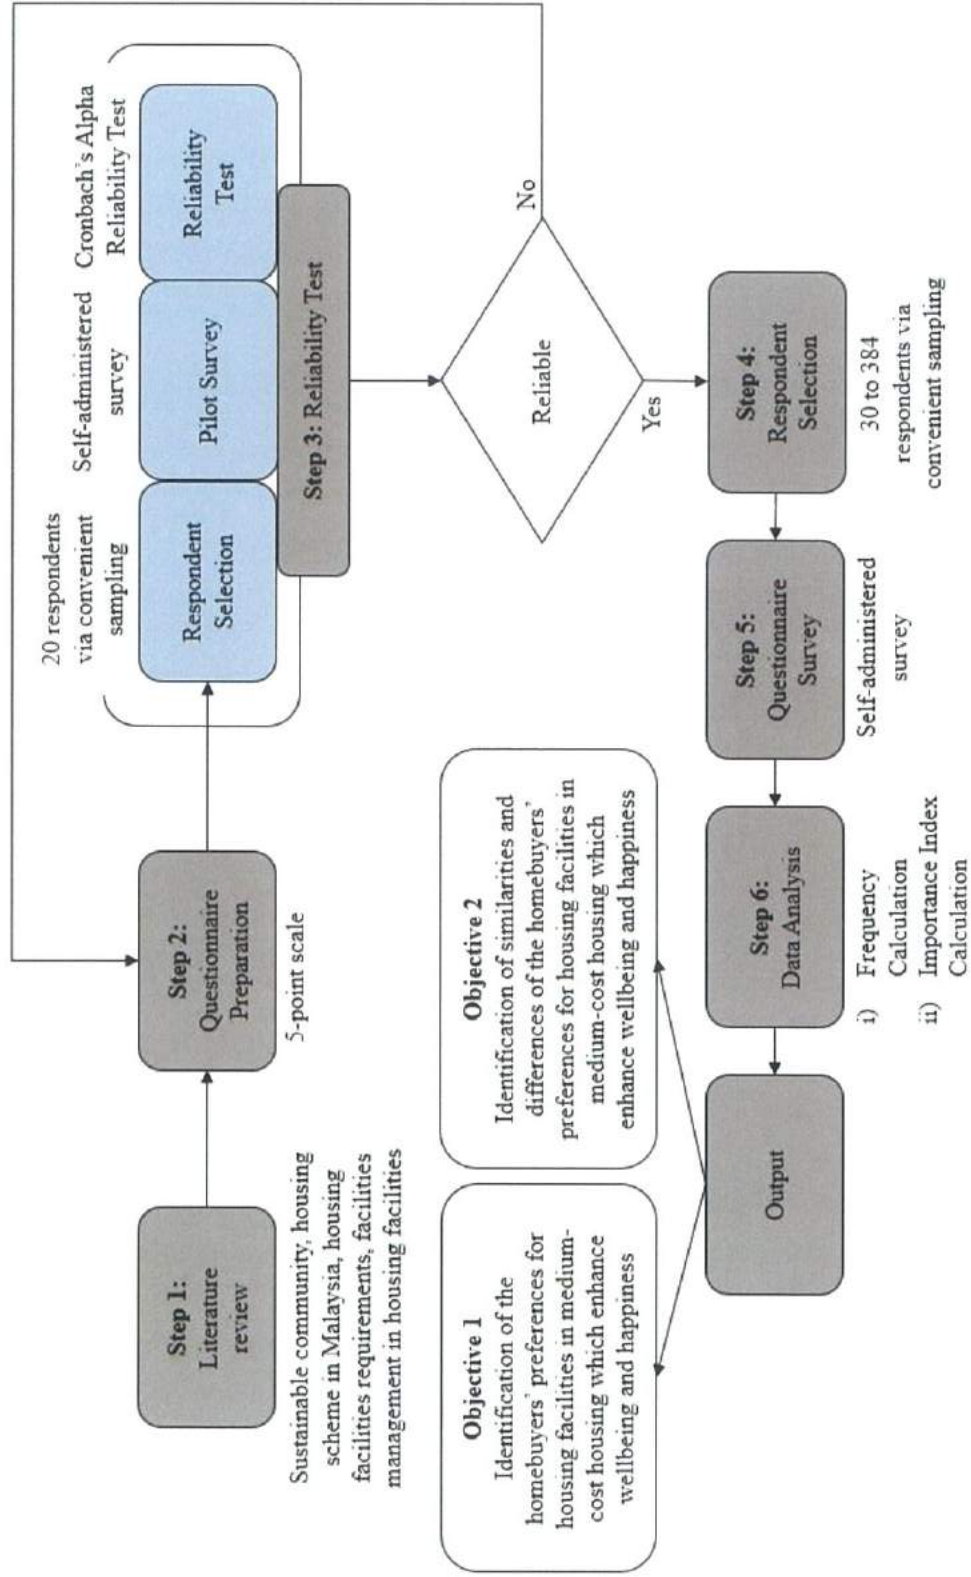 Step 1:
Literature
review
Sustainable community, housing
scheme in Malaysia, housing
facilities requirements, facilities
management in housing facilities
Step 2:
Questionnaire
Preparation
5-point scale
20 respondents
via convenient
sampling
Respondent
Selection
Self-administered
survey
Pilot Survey
Cronbach's Alpha
Reliability Test
Reliability
Test
Step 3: Reliability Test
Reliable
No
Yes
Step 4:
Respondent
Selection
30 to 384
respondents via
convenient sampling
Step 5:
Questionnaire
Survey
Self-administered
survey
Step 6:
Data Analysis
i) Frequency
Calculation
ii) Importance Index
Calculation
Output
Objective 1
Identification of the
homebuyers' preferences for
housing facilities in medium-
cost housing which enhance
wellbeing and happiness
Objective 2
Identification of similarities and
differences of the homebuyers'
preferences for housing facilities in
medium-cost housing which
enhance wellbeing and happiness